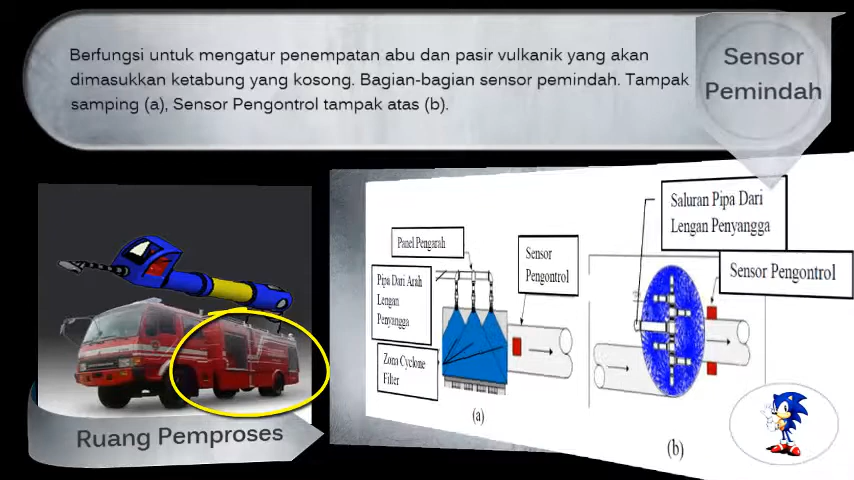 Berfungsi untuk mengatur penempatan abu dan pasir vulkanik yang akan
dimasukkan ketabung yang kosong. Bagian-bagian sensor pemindah. Tampak
samping (a), Sensor Pengontrol tampak atas (b).
Sensor
Pemindah
Ruang Pemproses
Panel Pengarah
Pipa Dari Arah
Lengan
Penyangga
Zona Cyclone
Filter
Sensor
Pengontrol
(a)
Saluran Pipa Dari
Lengan Penyangga
Sensor Pengontrol
(b)